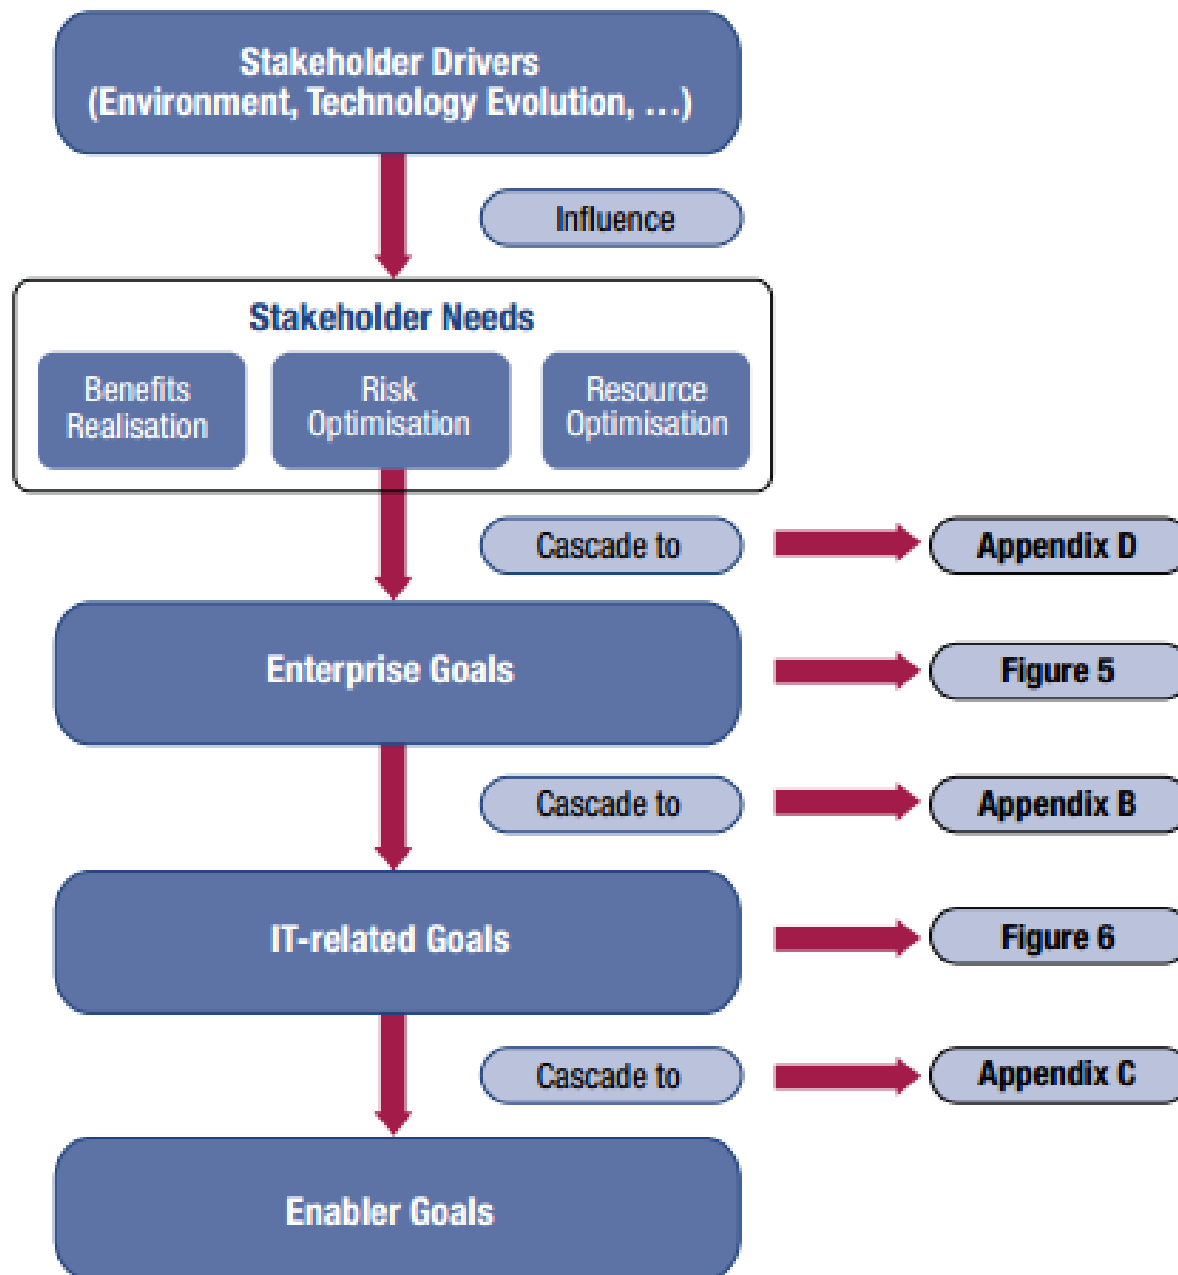 Stakeholder Drivers
(Environment, Technology Evolution, …)
Influence
Stakeholder Needs
Benefits
Realisation
Risk
Optimisation
Resource
Optimisation
Cascade to
Appendix D
Enterprise Goals
Figure 5
Cascade to
Appendix B
IT-related Goals
Figure 6
Cascade to
Appendix C
Enabler Goals